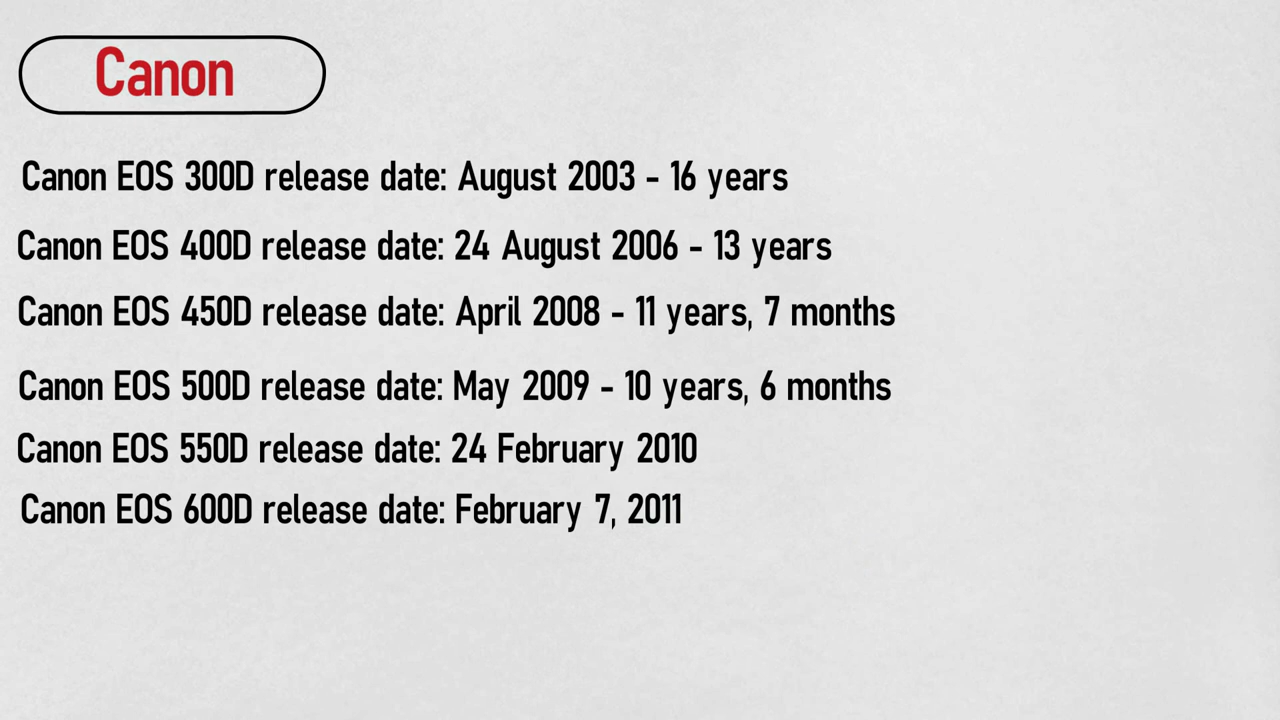 Canon
Canon EOS 300D release date: August 2003 - 16 years
Canon EOS 400D release date: 24 August 2006 - 13 years
Canon EOS 450D release date: April 2008 - 11 years, 7 months
Canon EOS 500D release date: May 2009 - 10 years, 6 months
Canon EOS 550D release date: 24 February 2010
Canon EOS 600D release date: February 7, 2011